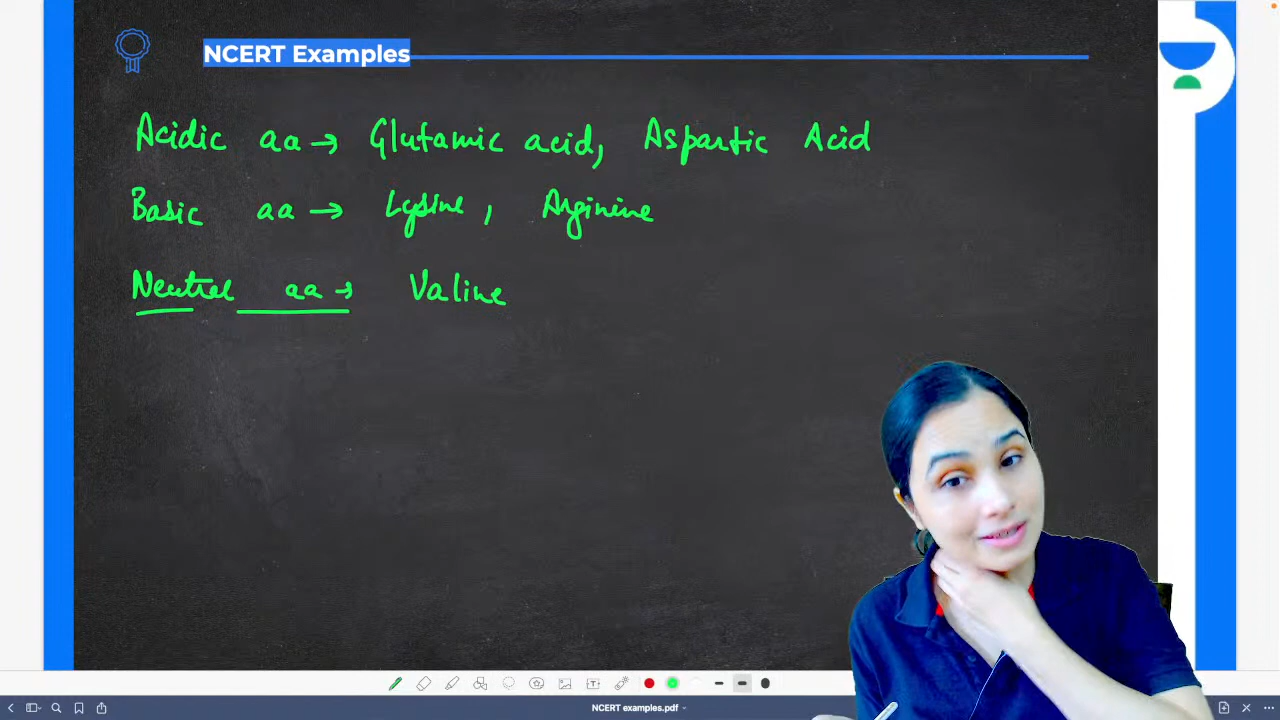 NCERT Examples
Acidic aa → Glutamic acid, Aspartic Acid
Basic aa → Lysine, Arginine
Neutral aa → Valine
NCERT examples.pdf